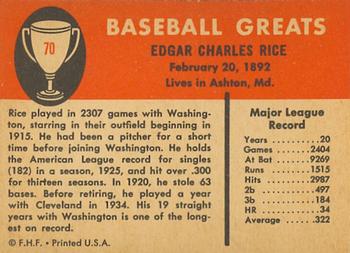 70
BASEBALL GREATS
EDGAR CHARLES RICE
February 20, 1892
Lives in Ashton, Md.
Rice played in 2307 games with Washing-
ton, starring in their outfield beginning in
1915. He had been a pitcher for a short
time before joining Washington. He holds
the American League record for singles
(182) in a season, 1925, and hit over .300
for thirteen seasons. In 1920, he stole 63
bases. Before retiring, he played a year
with Cleveland in 1934. His 19 straight
years with Washington is one of the long-
est on record.
© F.H.F. • Printed U.S.A.
Major League
Record
Years ..................20
Games ............2404
At Bat ............9269
Runs ..............1515
Hits ................2987
2b ....................497
3b ....................184
HR ......................34
Average ..........322